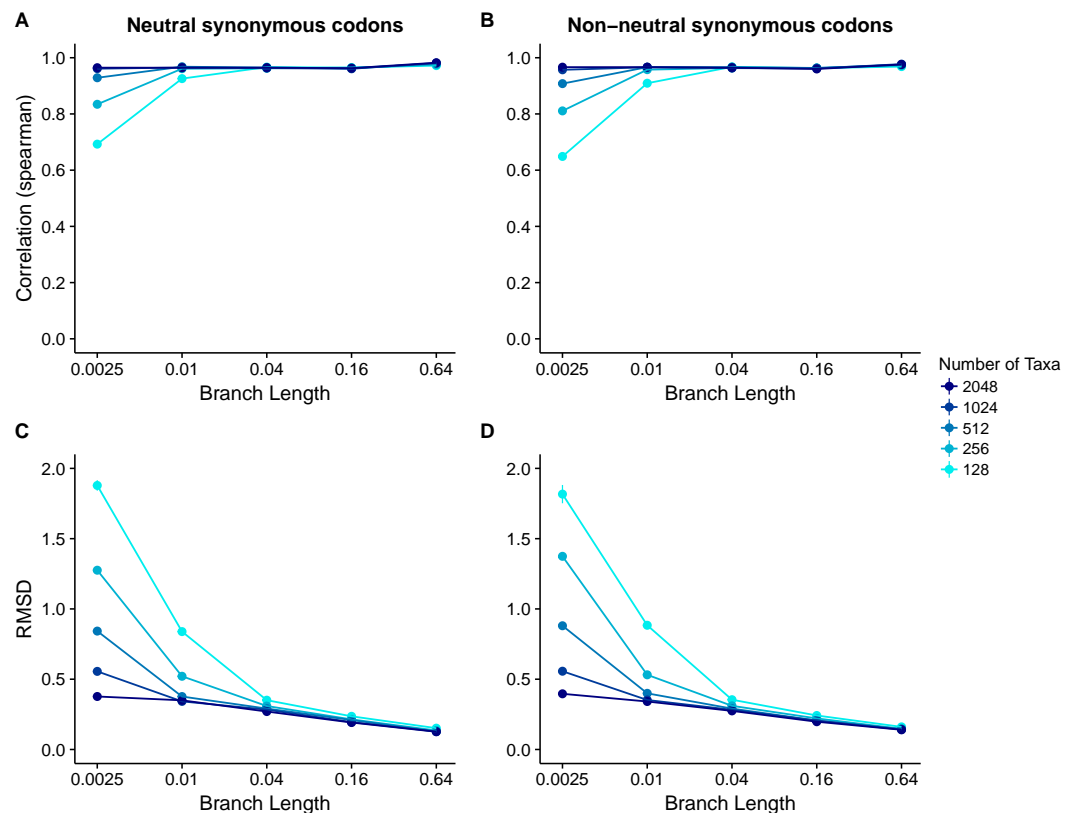 A
Neutral synonymous codons
Correlation (spearman)
1.0
0.8
0.6
0.4
0.2
0.0
0.0025 0.01 0.04 0.16 0.64
Branch Length
B
Non−neutral synonymous codons
1.0
0.8
0.6
0.4
0.2
0.0
0.0025 0.01 0.04 0.16 0.64
Branch Length
C
RMSD
2.0
1.5
1.0
0.5
0.0
0.0025 0.01 0.04 0.16 0.64
Branch Length
D
2.0
1.5
1.0
0.5
0.0
0.0025 0.01 0.04 0.16 0.64
Branch Length
Number of Taxa
2048
1024
512
256
128